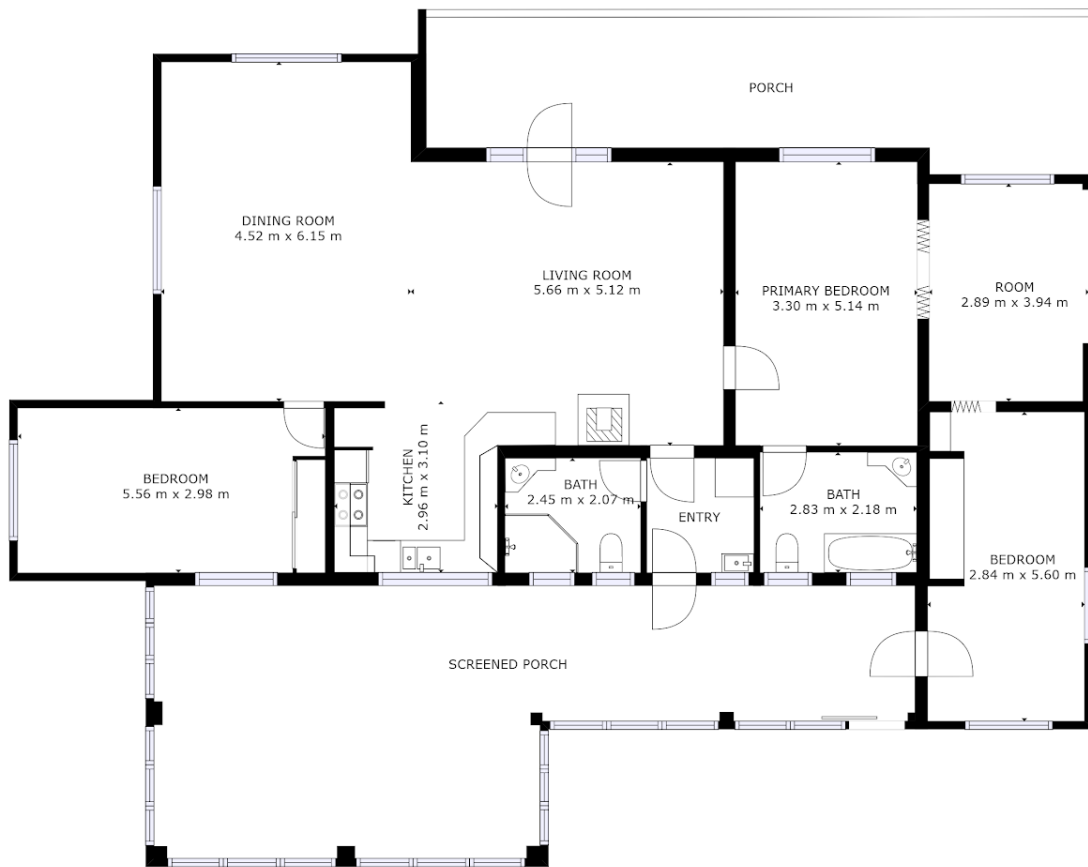 PORCH
DINING ROOM
4.52 m x 6.15 m
LIVING ROOM
5.66 m x 5.12 m
PRIMARY BEDROOM
3.30 m x 5.14 m
ROOM
2.89 m x 3.94 m
BEDROOM
5.56 m x 2.98 m
KITCHEN
2.96 m x 3.10 m
BATH
2.45 m x 2.07 m
ENTRY
BATH
2.83 m x 2.18 m
BEDROOM
2.84 m x 5.60 m
SCREENED PORCH